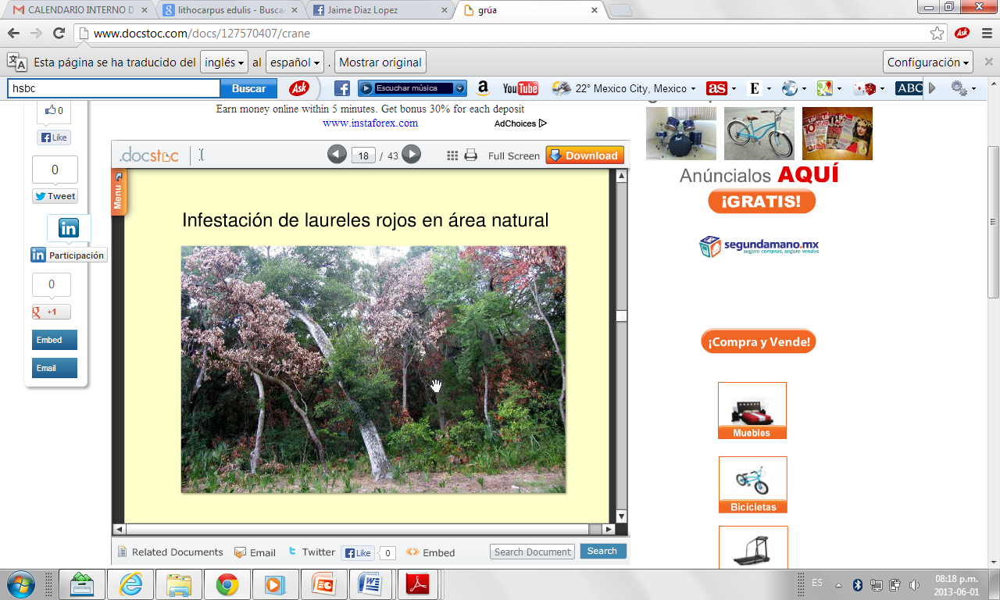 CALENDARIO INTERNO D
lithocarpus edulis - Busca
Jaime Diaz Lopez
grúa
www.docstoc.com/docs/127570407/crane
Ask
Esta página se ha traducido del inglés al español . Mostrar original
Configuración
hsbc
Buscar
Ask
Escuchar música
a
YouTube
22° Mexico City, Mexico
as
E
ABC
0
Like
0
Tweet
in
in Participación
0
g +1
Embed
Email
Earn money online within 5 minutes. Get bonus 30% for each deposit
www.instaforex.com
AdChoices
.docstoc
18 / 43
Full Screen
Download
Menu
Infestación de laureles rojos en área natural
Related Documents
Email
Twitter
Like
0
Embed
Search Document
Search
Anúncialos AQUÍ
¡GRATIS!
segundamano.mx
seguro compras, seguro vendes
¡Compra y Vende!
Muebles
Bicicletas
ES
08:18 p.m.
2013-06-01